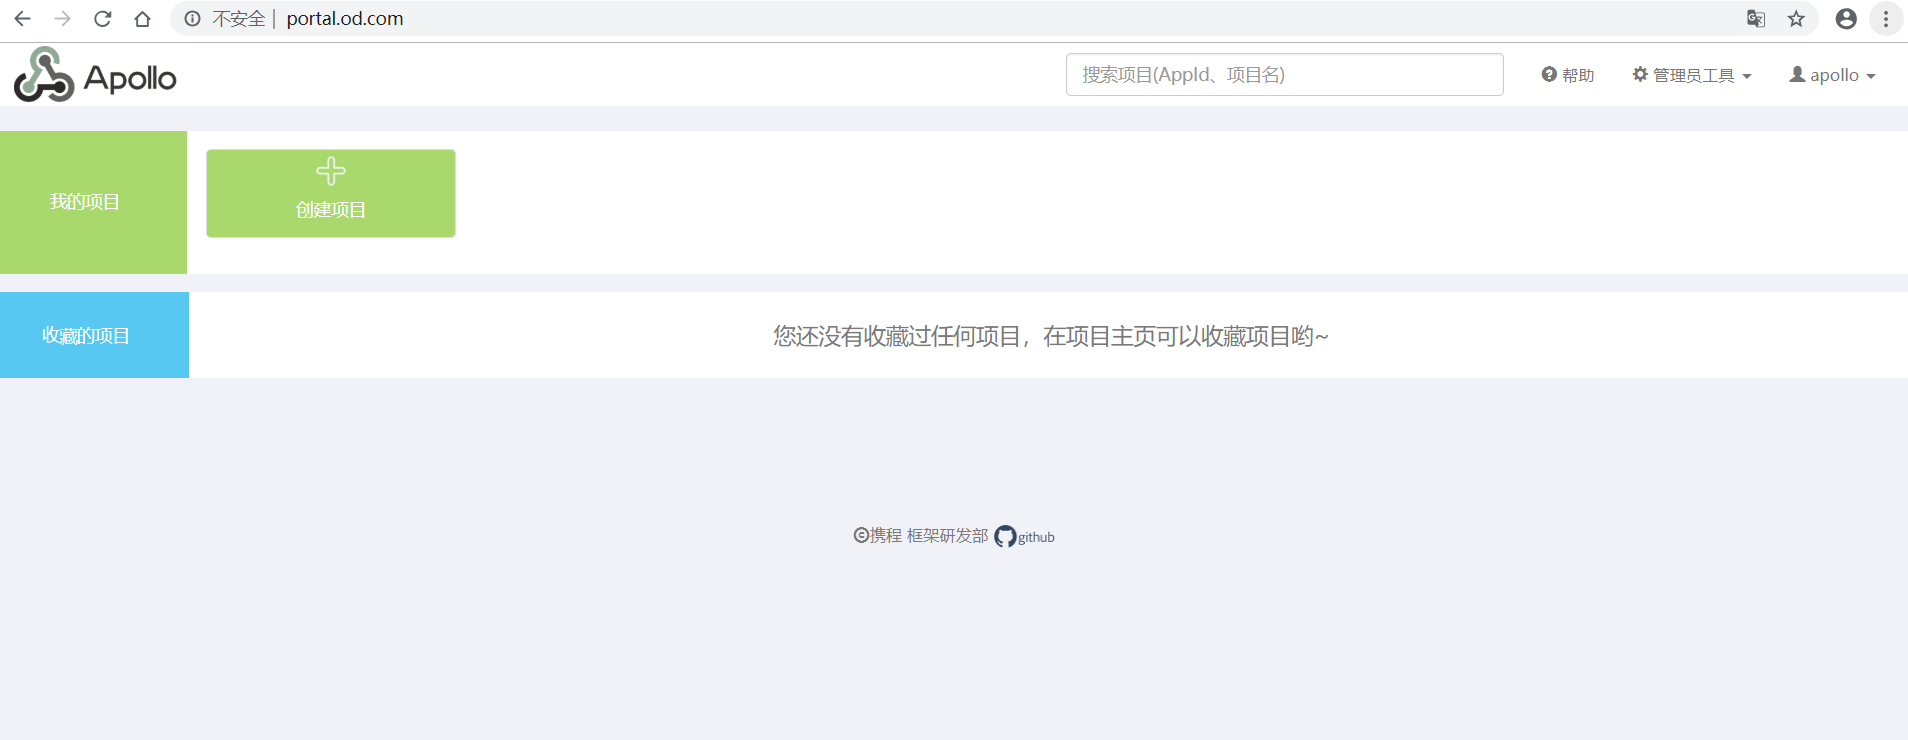 不安全 | portal.od.com
Apollo
搜索项目(AppId、项目名)
帮助
管理员工具
apollo
我的项目
创建项目
收藏的项目
您还没有收藏过任何项目，在项目主页可以收藏项目哟~
©携程 框架研发部 github